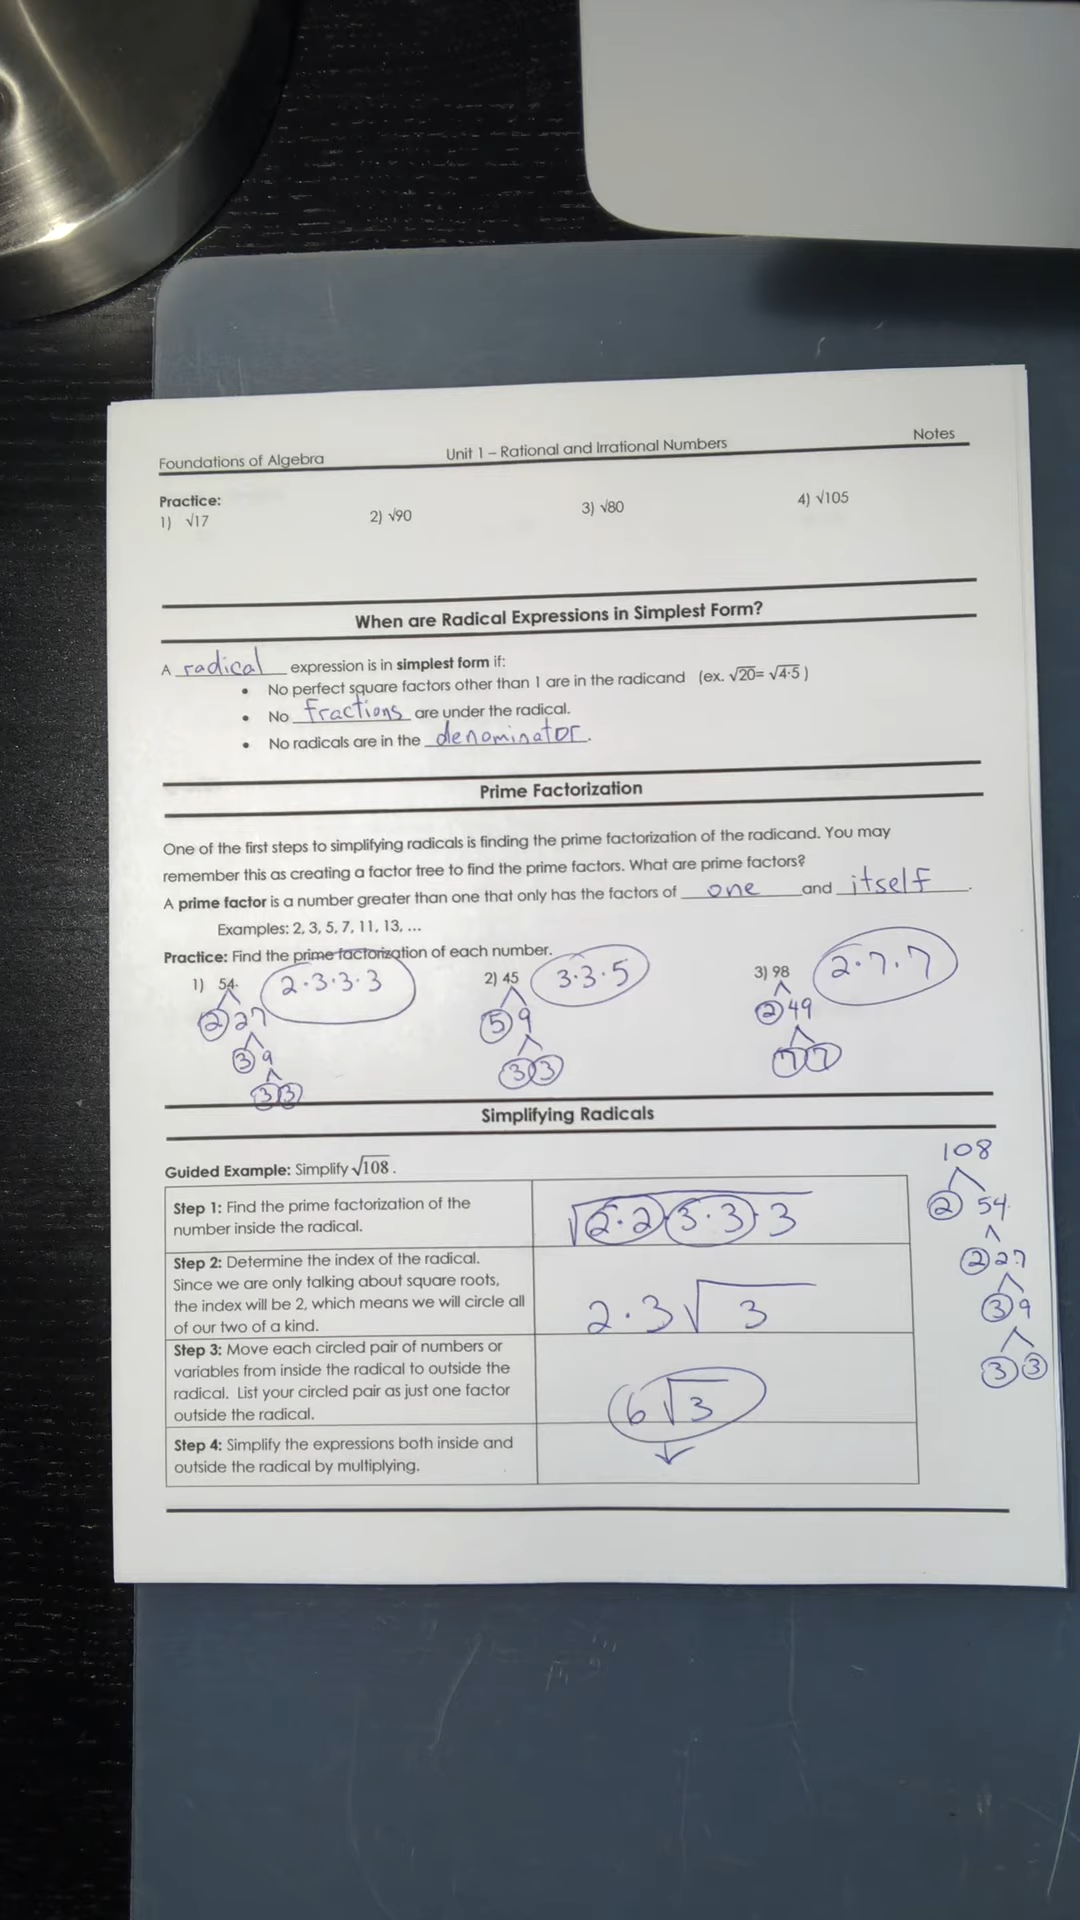 Foundations of Algebra Unit 1 – Rational and Irrational Numbers Notes
Practice:
1) √17 2) √90 3) √80 4) √105
When are Radical Expressions in Simplest Form?
A radical expression is in simplest form if:
• No perfect square factors other than 1 are in the radicand (ex. √20= √4·5 )
• No fractions are under the radical.
• No radicals are in the denominator.
Prime Factorization
One of the first steps to simplifying radicals is finding the prime factorization of the radicand. You may
remember this as creating a factor tree to find the prime factors. What are prime factors?
A prime factor is a number greater than one that only has the factors of one and itself.
Examples: 2, 3, 5, 7, 11, 13, ...
Practice: Find the prime factorization of each number.
1) 54 2·3·3·3 2) 45 3·3·5 3) 98 2·7·7
2 27 5 9 2 49
3 9 3 3 7 7
3 3
Simplifying Radicals
Guided Example: Simplify √108 .
108
Step 1: Find the prime factorization of the
number inside the radical.
√2·2·3·3·3
2 54
Step 2: Determine the index of the radical.
Since we are only talking about square roots,
the index will be 2, which means we will circle all
of our two of a kind.
2·3√3
2 27
3 9
Step 3: Move each circled pair of numbers or
variables from inside the radical to outside the
radical. List your circled pair as just one factor
outside the radical.
6√3
3 3
Step 4: Simplify the expressions both inside and
outside the radical by multiplying.